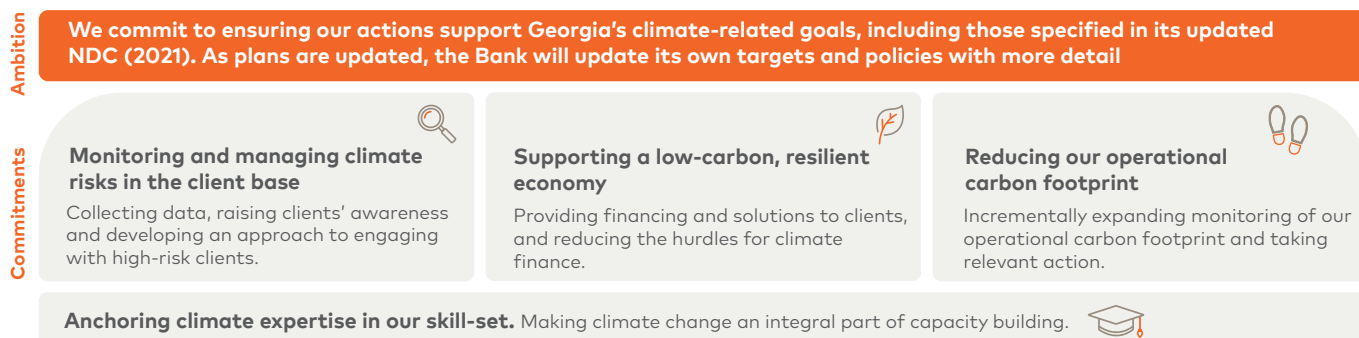 Ambition
We commit to ensuring our actions support Georgia's climate-related goals, including those specified in its updated
NDC (2021). As plans are updated, the Bank will update its own targets and policies with more detail
Commitments
Monitoring and managing climate
risks in the client base
Collecting data, raising clients' awareness
and developing an approach to engaging
with high-risk clients.
Supporting a low-carbon, resilient
economy
Providing financing and solutions to clients,
and reducing the hurdles for climate
finance.
Reducing our operational
carbon footprint
Incrementally expanding monitoring of our
operational carbon footprint and taking
relevant action.
Anchoring climate expertise in our skill-set. Making climate change an integral part of capacity building.